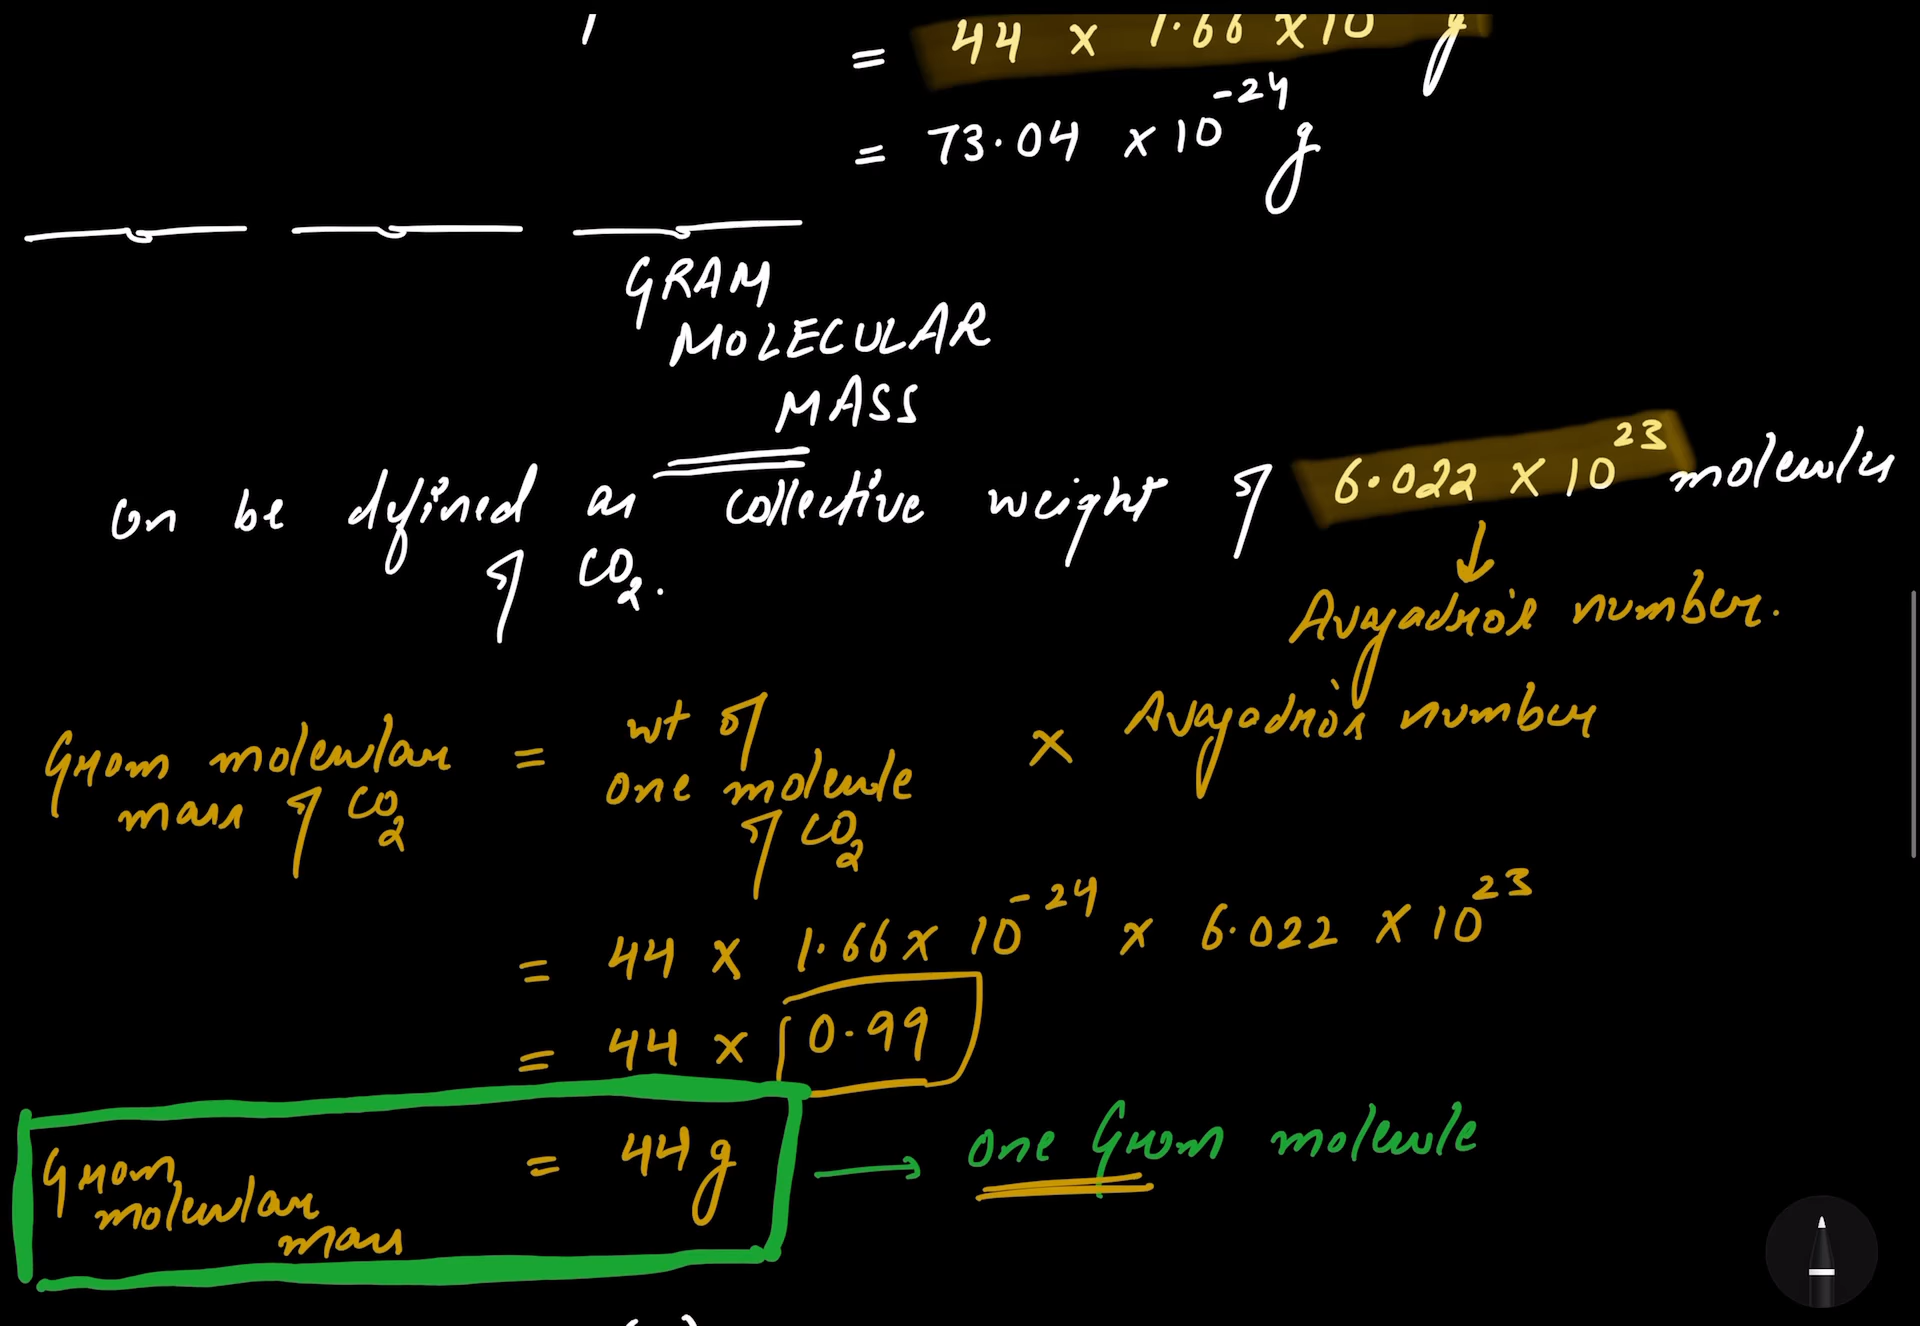 = 44 x 1.66 x 10 g
= 73.04 x 10^-24 g
GRAM
MOLECULAR
MASS
can be defined as collective weight of 6.022 x 10^23 molecules
of CO2.
↓
Avogadro's number.
Gram molecular mass of CO2 = wt of one molecule of CO2 x Avogadro's number
= 44 x 1.66 x 10^-24 x 6.022 x 10^23
= 44 x 0.99
Gram molecular mass = 44 g → one Gram molecule